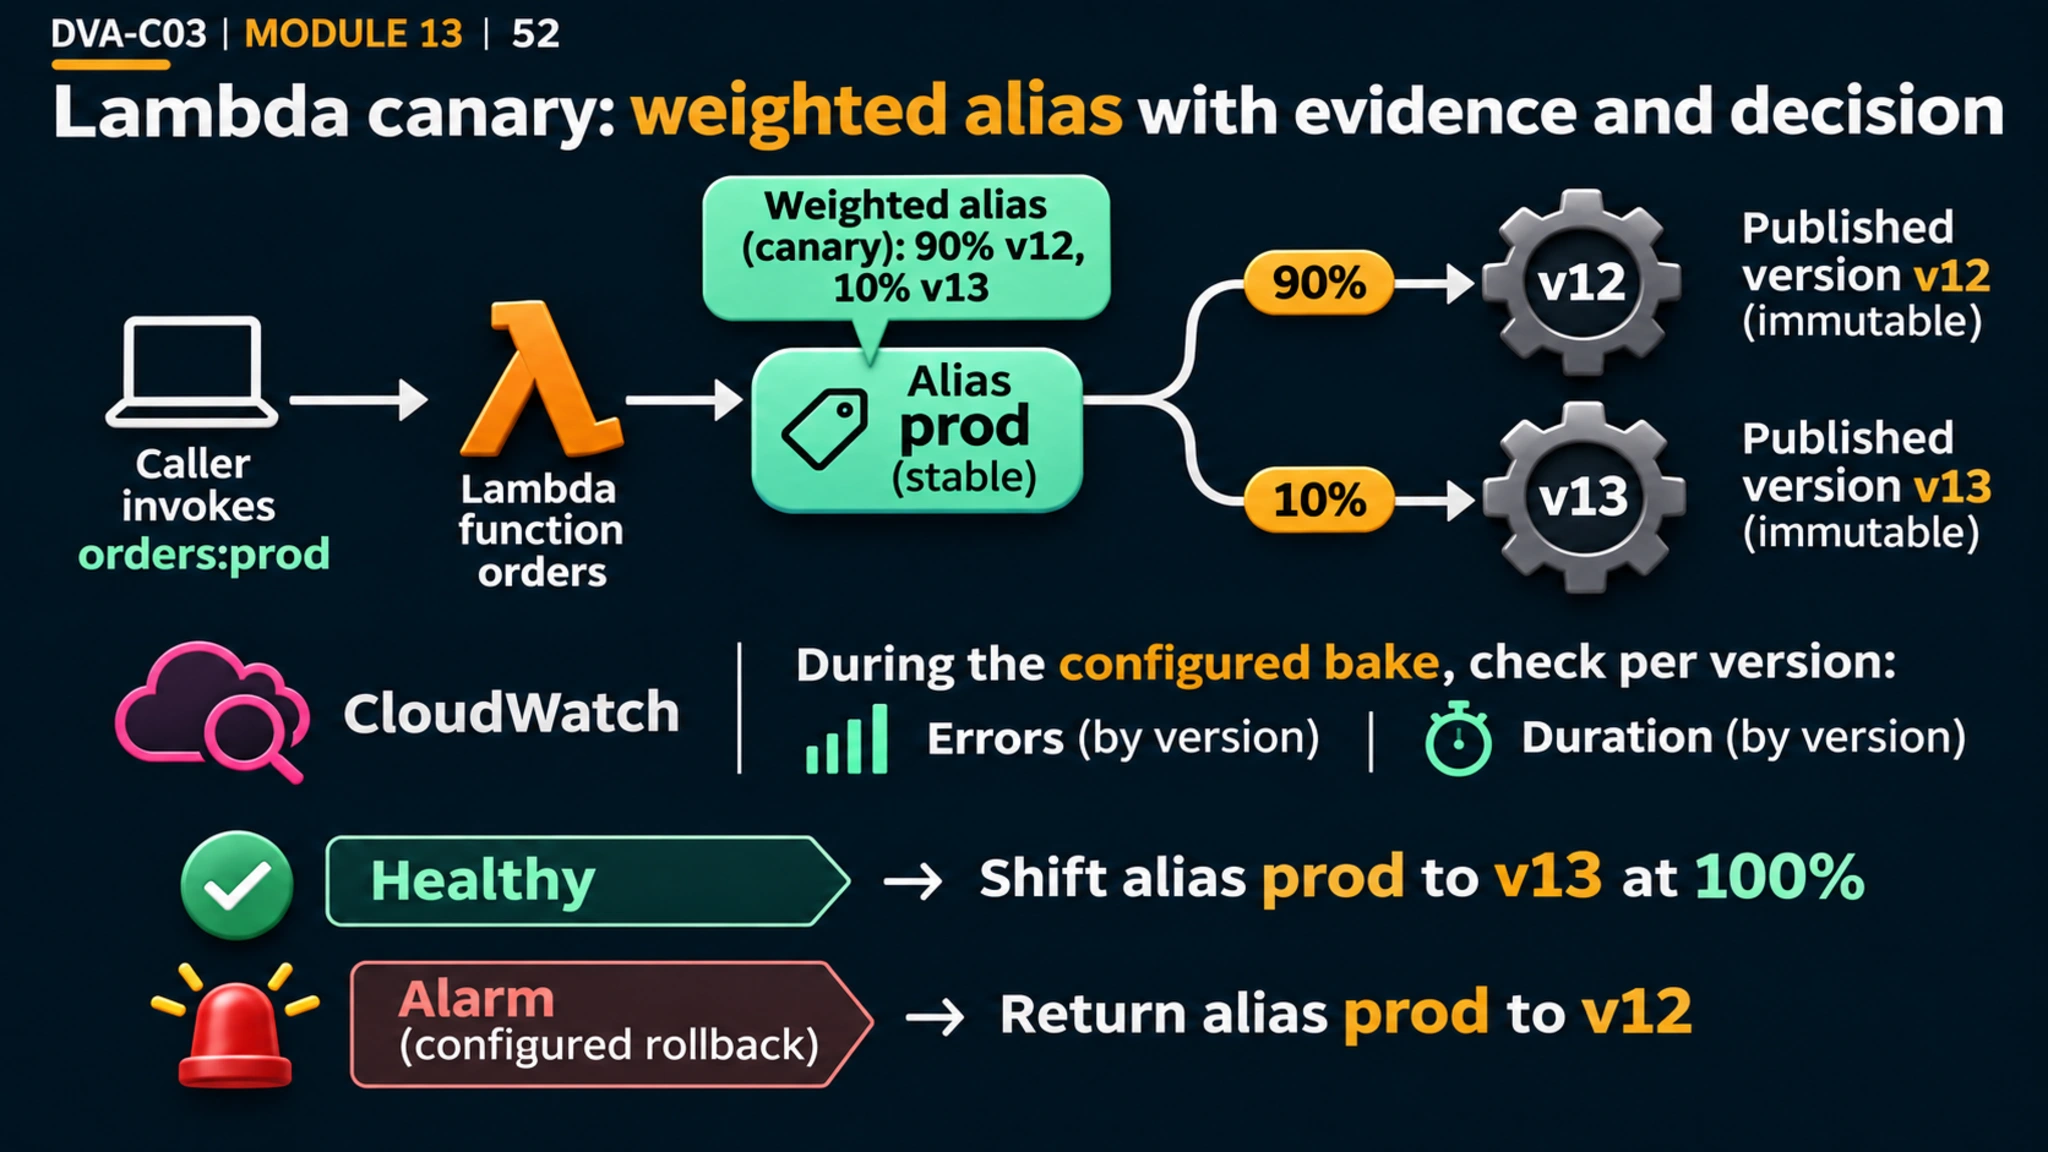 DVA-C03 | MODULE 13 | 52
Lambda canary: weighted alias with evidence and decision
Weighted alias
(canary): 90% v12,
10% v13
Caller
invokes
orders:prod
Lambda
function
orders
Alias
prod
(stable)
90%
v12
Published
version v12
(immutable)
10%
v13
Published
version v13
(immutable)
CloudWatch
During the configured bake, check per version:
Errors (by version) | Duration (by version)
Healthy → Shift alias prod to v13 at 100%
Alarm
(configured rollback)
→ Return alias prod to v12